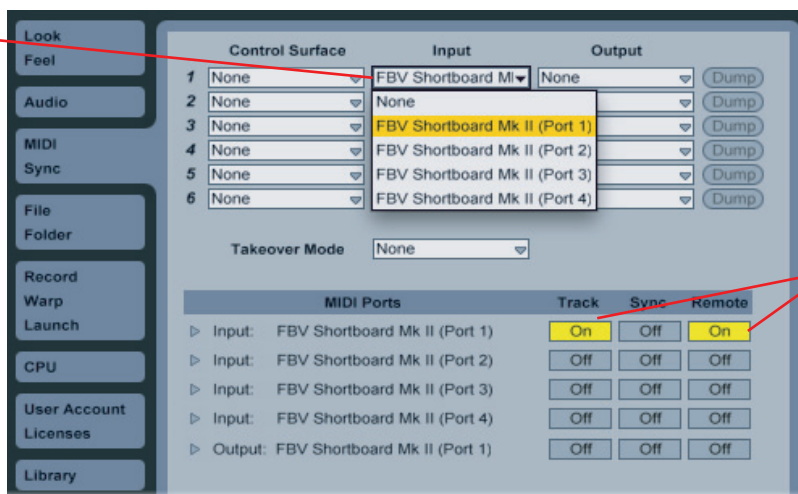 Look
Feel
Audio
MIDI
Sync
File
Folder
Record
Warp
Launch
CPU
User Account
Licenses
Library
Control Surface Input Output
1 None FBV Shortboard MI None Dump
2 None Dump
3 None Dump
4 None Dump
5 None Dump
6 None Dump
None
FBV Shortboard Mk II (Port 1)
FBV Shortboard Mk II (Port 2)
FBV Shortboard Mk II (Port 3)
FBV Shortboard Mk II (Port 4)
Takeover Mode None
MIDI Ports Track Sync Remote
Input: FBV Shortboard Mk II (Port 1) On Off On
Input: FBV Shortboard Mk II (Port 2) Off Off Off
Input: FBV Shortboard Mk II (Port 3) Off Off Off
Input: FBV Shortboard Mk II (Port 4) Off Off Off
Output: FBV Shortboard Mk II (Port 1) Off Off Off